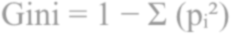 Gini = 1 − Σ (pᵢ²)